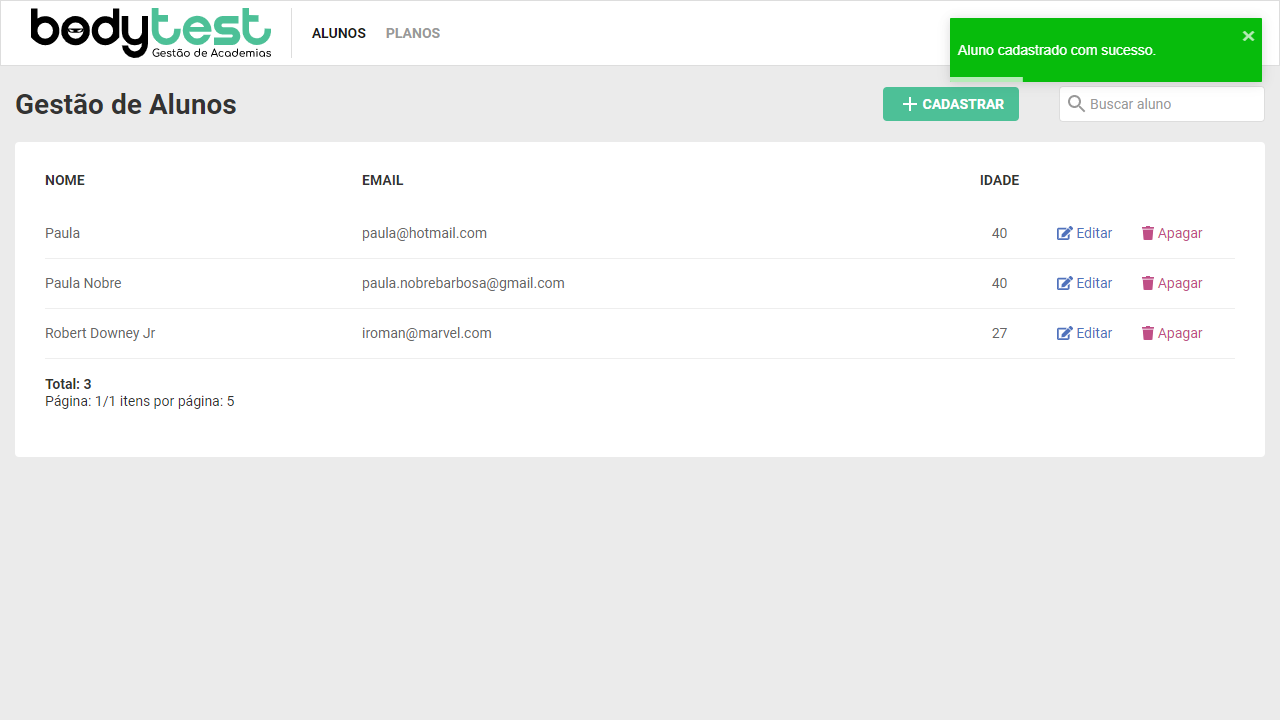 bodytest
Gestão de Academias
ALUNOS
PLANOS
Aluno cadastrado com sucesso.
Gestão de Alunos
CADASTRAR
Buscar aluno
NOME EMAIL IDADE
Paula paula@hotmail.com 40 Editar Apagar
Paula Nobre paula.nobrebarbosa@gmail.com 40 Editar Apagar
Robert Downey Jr iroman@marvel.com 27 Editar Apagar
Total: 3
Página: 1/1 itens por página: 5